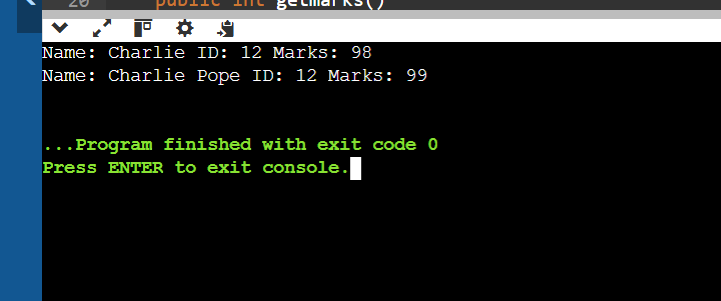 20 public int getmarks()
Name: Charlie ID: 12 Marks: 98
Name: Charlie Pope ID: 12 Marks: 99
...Program finished with exit code 0
Press ENTER to exit console.